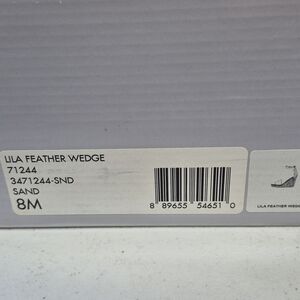 LILA FEATHER WEDGE
71244
3471244-SND
SAND
8M
8 89655 54651 0
LILA FEATHER WEDGE